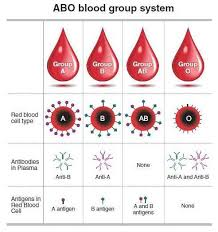 ABO blood group system
Group A
Group B
Group AB
Group O
Red blood cell type
A
B
AB
O
Antibodies in Plasma
Anti-B
Anti-A
None
Anti-A and Anti-B
Antigens in Red Blood Cell
A antigen
B antigen
A and B antigens
None